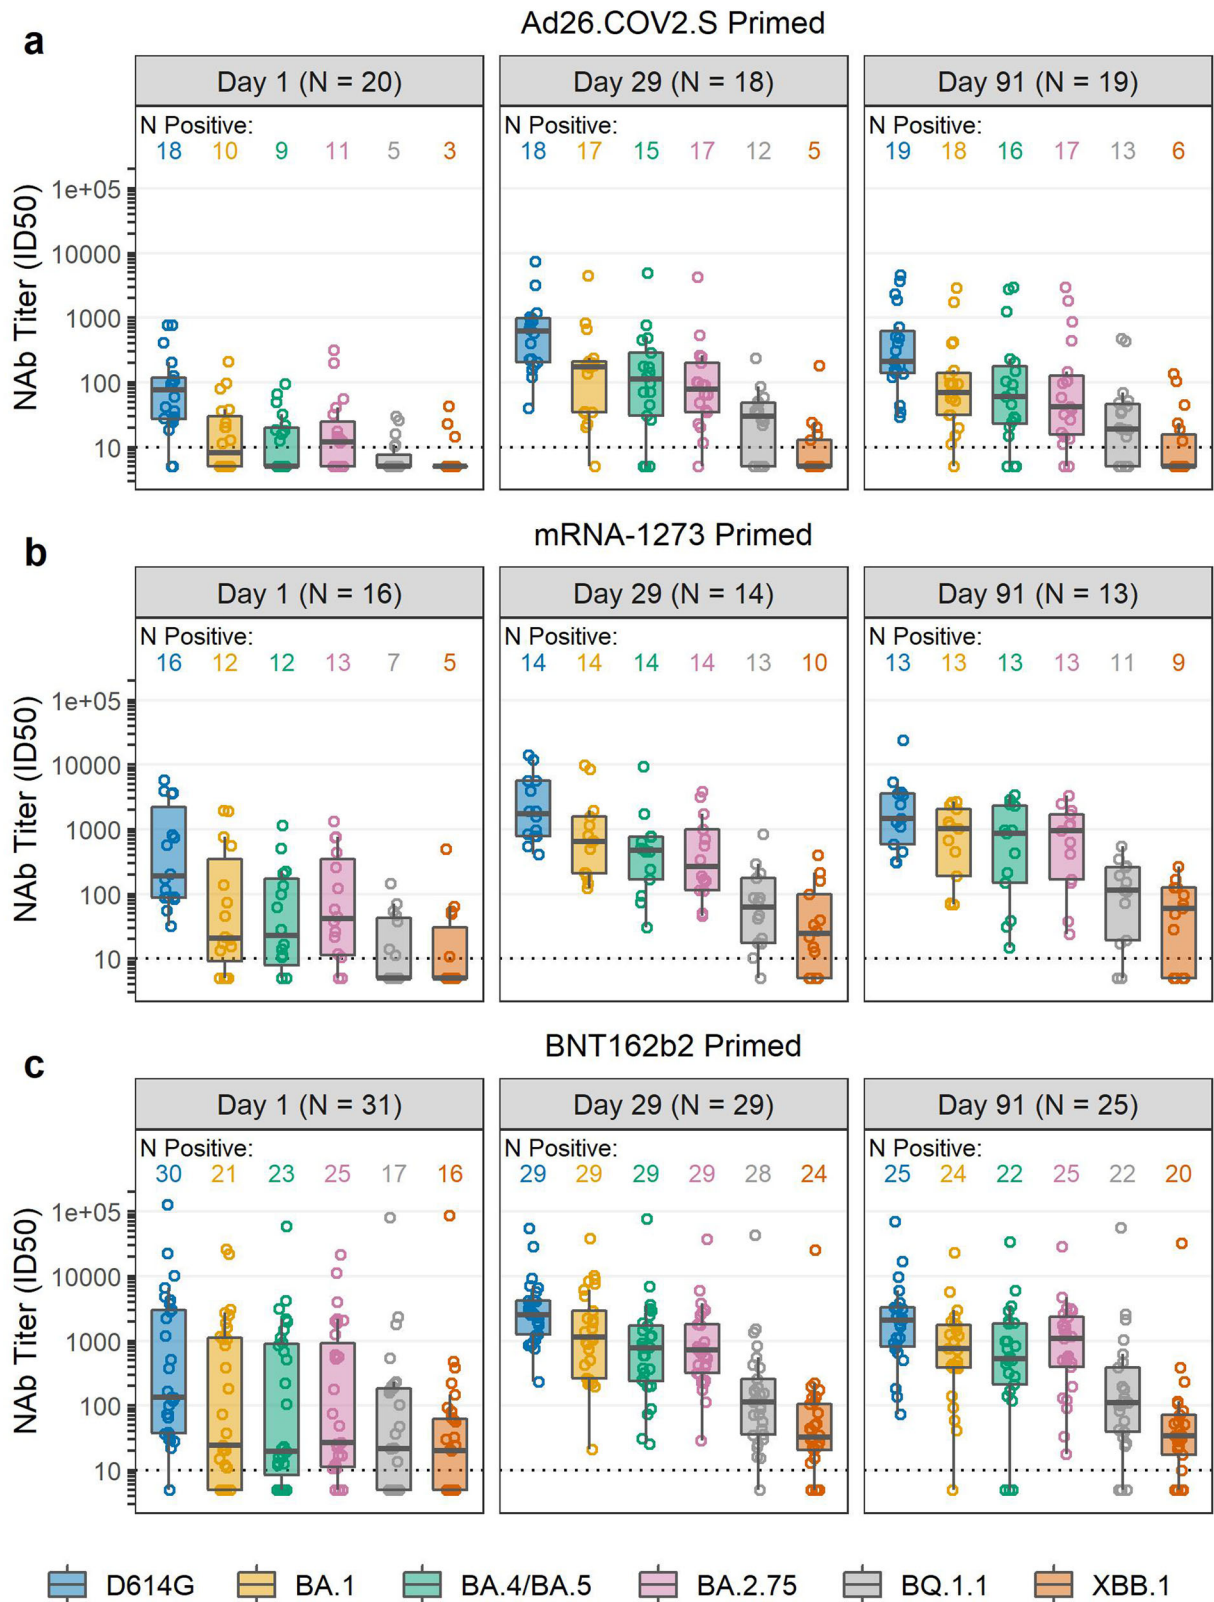 a
Ad26.COV2.S Primed
Day 1 (N = 20)
Day 29 (N = 18)
Day 91 (N = 19)
N Positive:
18 10 9 11 5 3
N Positive:
18 17 15 17 12 5
N Positive:
19 18 16 17 13 6
NAb Titer (ID50)
1e+05
10000
1000
100
10
b
mRNA-1273 Primed
Day 1 (N = 16)
Day 29 (N = 14)
Day 91 (N = 13)
N Positive:
16 12 12 13 7 5
N Positive:
14 14 14 14 13 10
N Positive:
13 13 13 13 11 9
NAb Titer (ID50)
1e+05
10000
1000
100
10
c
BNT162b2 Primed
Day 1 (N = 31)
Day 29 (N = 29)
Day 91 (N = 25)
N Positive:
30 21 23 25 17 16
N Positive:
29 29 29 29 28 24
N Positive:
25 24 22 25 22 20
NAb Titer (ID50)
1e+05
10000
1000
100
10
D614G BA.1 BA.4/BA.5 BA.2.75 BQ.1.1 XBB.1